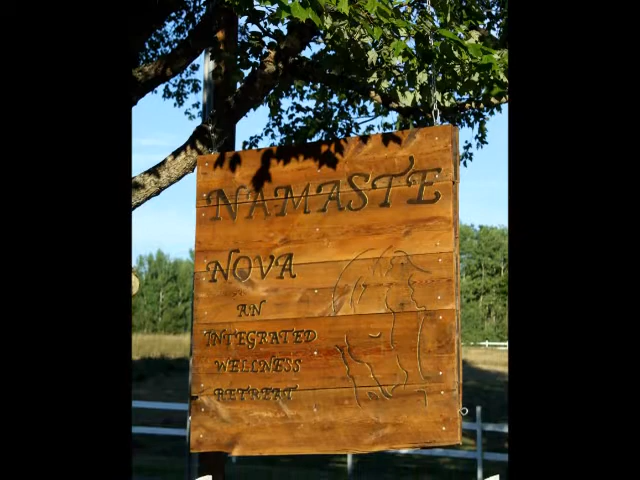 NAMASTE
NOVA
AN
INTEGRATED
WELLNESS
RETREAT